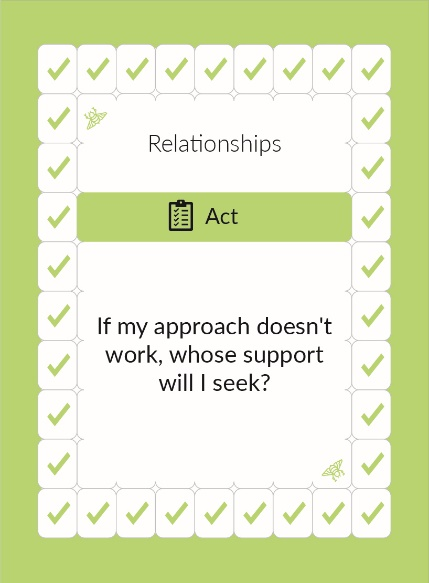 Relationships
Act
If my approach doesn't
work, whose support
will I seek?